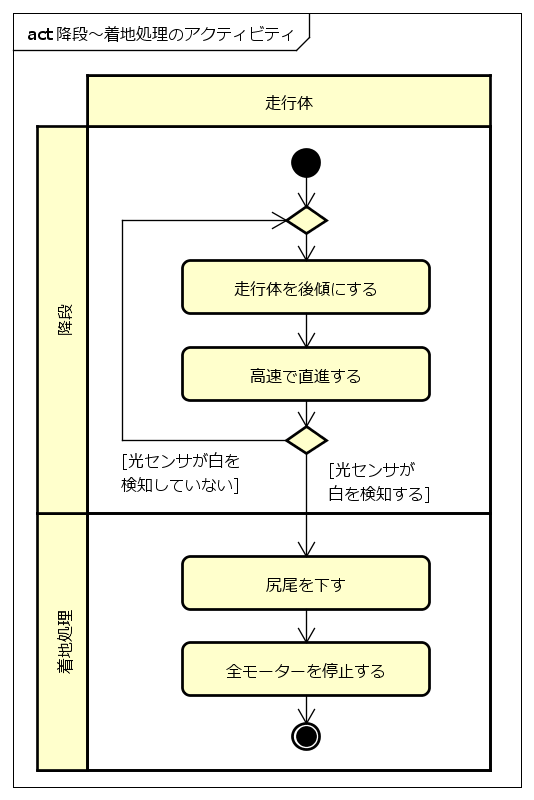 act 降段～着地処理のアクティビティ
走行体
降段
走行体を後傾にする
高速で直進する
[光センサが白を
検知していない]
[光センサが
白を検知する]
着地処理
尻尾を下す
全モーターを停止する